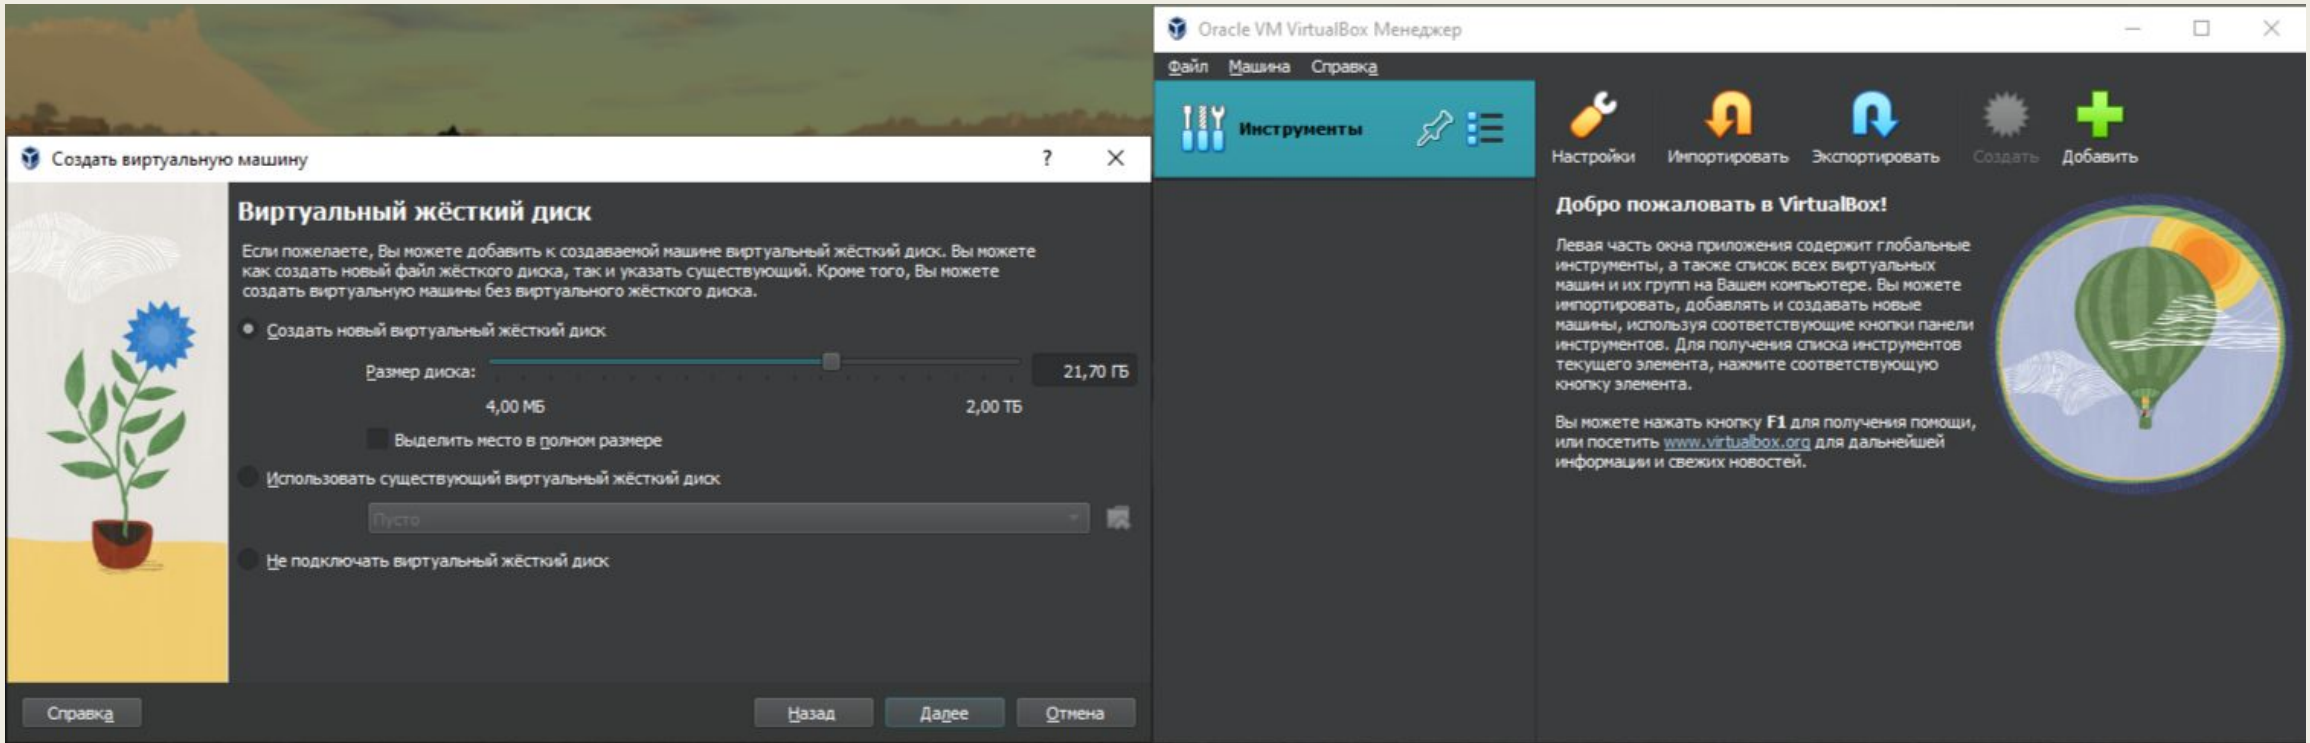 Создать виртуальную машину
?
Виртуальный жёсткий диск
Если пожелаете, Вы можете добавить к создаваемой машине виртуальный жёсткий диск. Вы можете
как создать новый файл жёсткого диска, так и указать существующий. Кроме того, Вы можете
создать виртуальную машины без виртуального жёсткого диска.
Создать новый виртуальный жёсткий диск
Размер диска:
21,70 ГБ
4,00 МБ
2,00 ТБ
Выделить место в полном размере
Использовать существующий виртуальный жёсткий диск
Пусто
Не подключать виртуальный жёсткий диск
Справка
Назад
Далее
Отмена
Oracle VM VirtualBox Менеджер
Файл Машина Справка
Инструменты
Настройки
Импортировать
Экспортировать
Создать
Добавить
Добро пожаловать в VirtualBox!
Левая часть окна приложения содержит глобальные
инструменты, а также список всех виртуальных
машин и их групп на Вашем компьютере. Вы можете
импортировать, добавлять и создавать новые
машины, используя соответствующие кнопки панели
инструментов. Для получения списка инструментов
текущего элемента, нажмите соответствующую
кнопку элемента.
Вы можете нажать кнопку F1 для получения помощи,
или посетить www.virtualbox.org для дальнейшей
информации и свежих новостей.